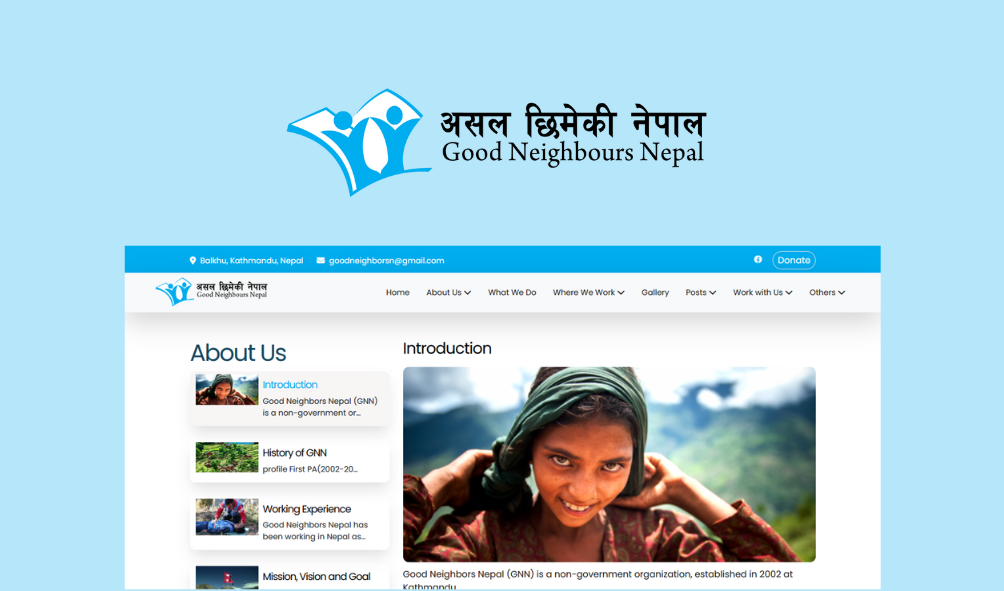 असल छिमेकी नेपाल
Good Neighbours Nepal
Balkhu, Kathmandu, Nepal
goodneighborsn@gmail.com
Donate
असल छिमेकी नेपाल
Good Neighbours Nepal
Home
About Us
What We Do
Where We Work
Gallery
Posts
Work with Us
Others
About Us
Introduction
Good Neighbors Nepal (GNN)
is a non-government or...
History of GNN
profile First PA(2002-20...
Working Experience
Good Neighbors Nepal has
been working in Nepal as...
Mission, Vision and Goal
Introduction
Good Neighbors Nepal (GNN) is a non-government organization, established in 2002 at
Kathmandu